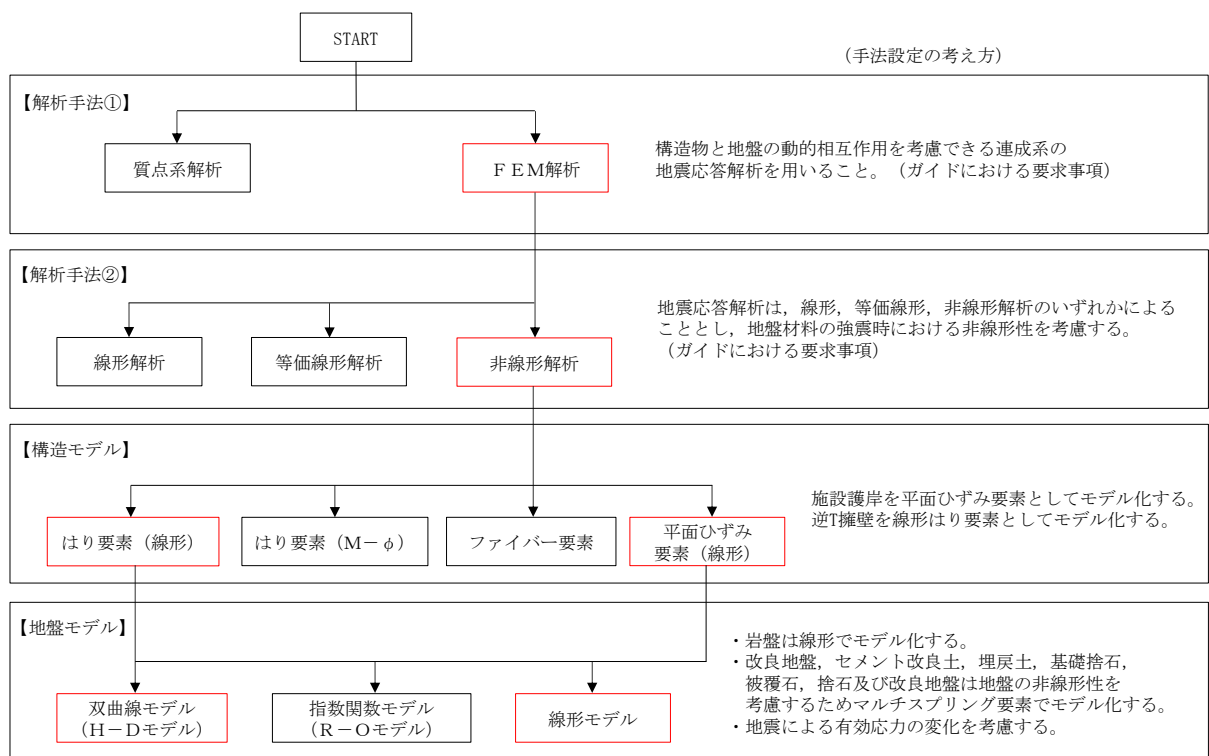 START
（手法設定の考え方）
【解析手法①】
質点系解析
ＦＥＭ解析
構造物と地盤の動的相互作用を考慮できる連成系の
地震応答解析を用いること。（ガイドにおける要求事項）
【解析手法②】
線形解析
等価線形解析
非線形解析
地震応答解析は，線形，等価線形，非線形解析のいずれかによる
こととし，地盤材料の強震時における非線形性を考慮する。
（ガイドにおける要求事項）
【構造モデル】
はり要素（線形）
はり要素（Ｍ－φ）
ファイバー要素
平面ひずみ
要素（線形）
施設護岸を平面ひずみ要素としてモデル化する。
逆T擁壁を線形はり要素としてモデル化する。
【地盤モデル】
双曲線モデル
（Ｈ－Ｄモデル）
指数関数モデル
（Ｒ－Ｏモデル）
線形モデル
・岩盤は線形でモデル化する。
・改良地盤，セメント改良土，埋戻土，基礎捨石，
被覆石，捨石及び改良地盤は地盤の非線形性を
考慮するためマルチスプリング要素でモデル化する。
・地震による有効応力の変化を考慮する。